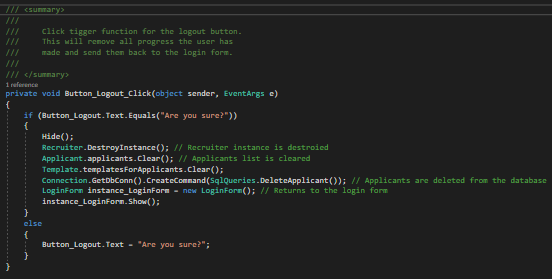 /// <summary>
///
///     Click tigger function for the logout button.
///     This will remove all progress the user has
///     made and send them back to the login form.
///
/// </summary>
1 reference
private void Button_Logout_Click(object sender, EventArgs e)
{
    if (Button_Logout.Text.Equals("Are you sure?"))
    {
        Hide();
        Recruiter.DestroyInstance(); // Recruiter instance is destroied
        Applicant.applicants.Clear(); // Applicants list is cleared
        Template.templatesForApplicants.Clear();
        Connection.GetDbConn().CreateCommand(SqlQueries.DeleteApplicant()); // Applicants are deleted from the database
        LoginForm instance_LoginForm = new LoginForm(); // Returns to the login form
        instance_LoginForm.Show();
    }
    else
    {
        Button_Logout.Text = "Are you sure?";
    }
}